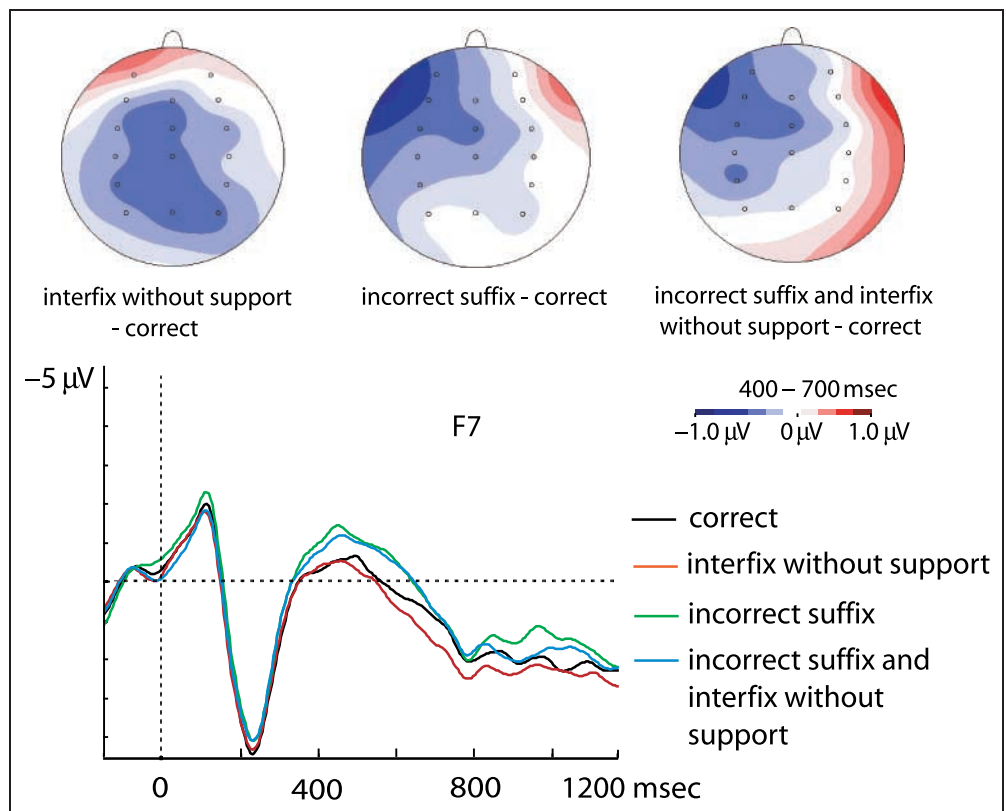 interfix without support
- correct
incorrect suffix - correct
incorrect suffix and interfix
without support - correct
−5 µV
F7
400 – 700 msec
−1.0 µV 0 µV 1.0 µV
correct
interfix without support
incorrect suffix
incorrect suffix and
interfix without
support
0 400 800 1200 msec